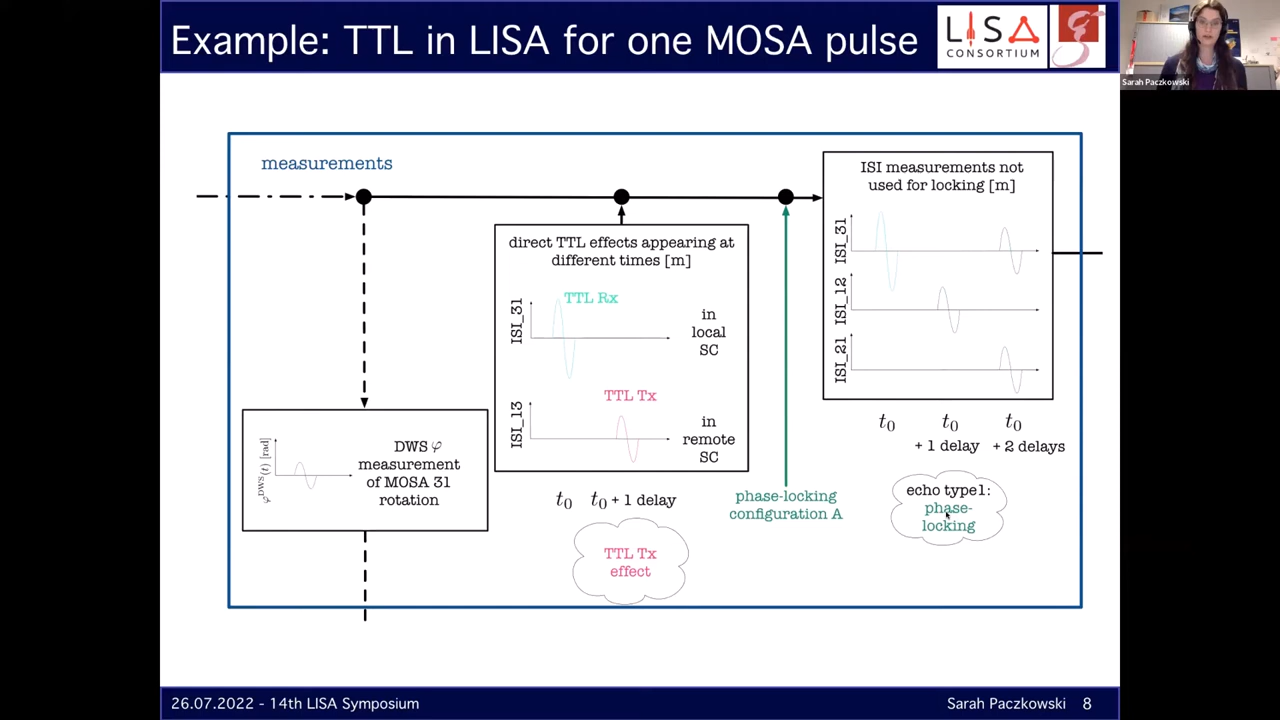 Example: TTL in LISA for one MOSA pulse
LISA
CONSORTIUM
Sarah Paczkowski
measurements
direct TTL effects appearing at
different times [m]
ISI_31
TTL Rx
in
local
SC
ISI_13
TTL Tx
in
remote
SC
t₀ t₀ + 1 delay
TTL Tx
effect
φᴰᵂˢ(t) [rad]
DWS φ
measurement
of MOSA 31
rotation
phase-locking
configuration A
ISI measurements not
used for locking [m]
ISI_31
ISI_12
ISI_21
t₀ t₀ t₀
+ 1 delay + 2 delays
echo type1:
phase-
locking
26.07.2022 - 14th LISA Symposium
Sarah Paczkowski 8